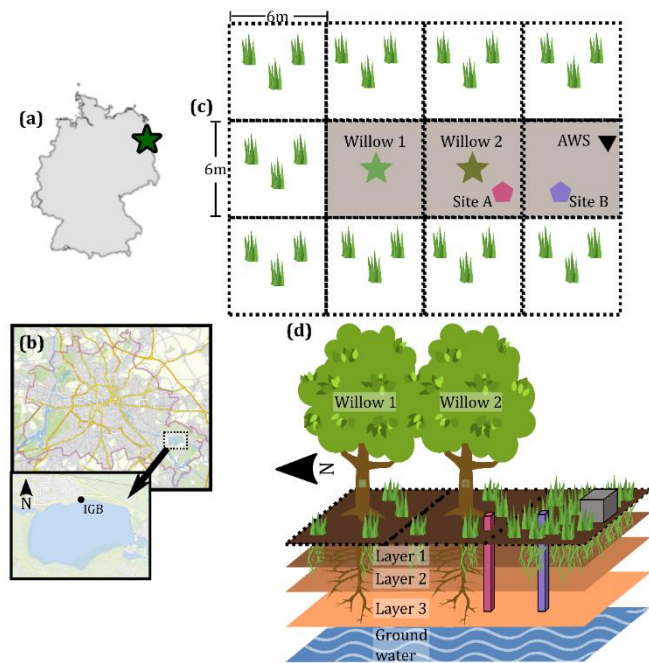 (a)
6m
(c)
6m
Willow 1
Willow 2
AWS
Site A
Site B
(b)
N
IGB
(d)
Willow 1
Willow 2
N
Layer 1
Layer 2
Layer 3
Ground
water